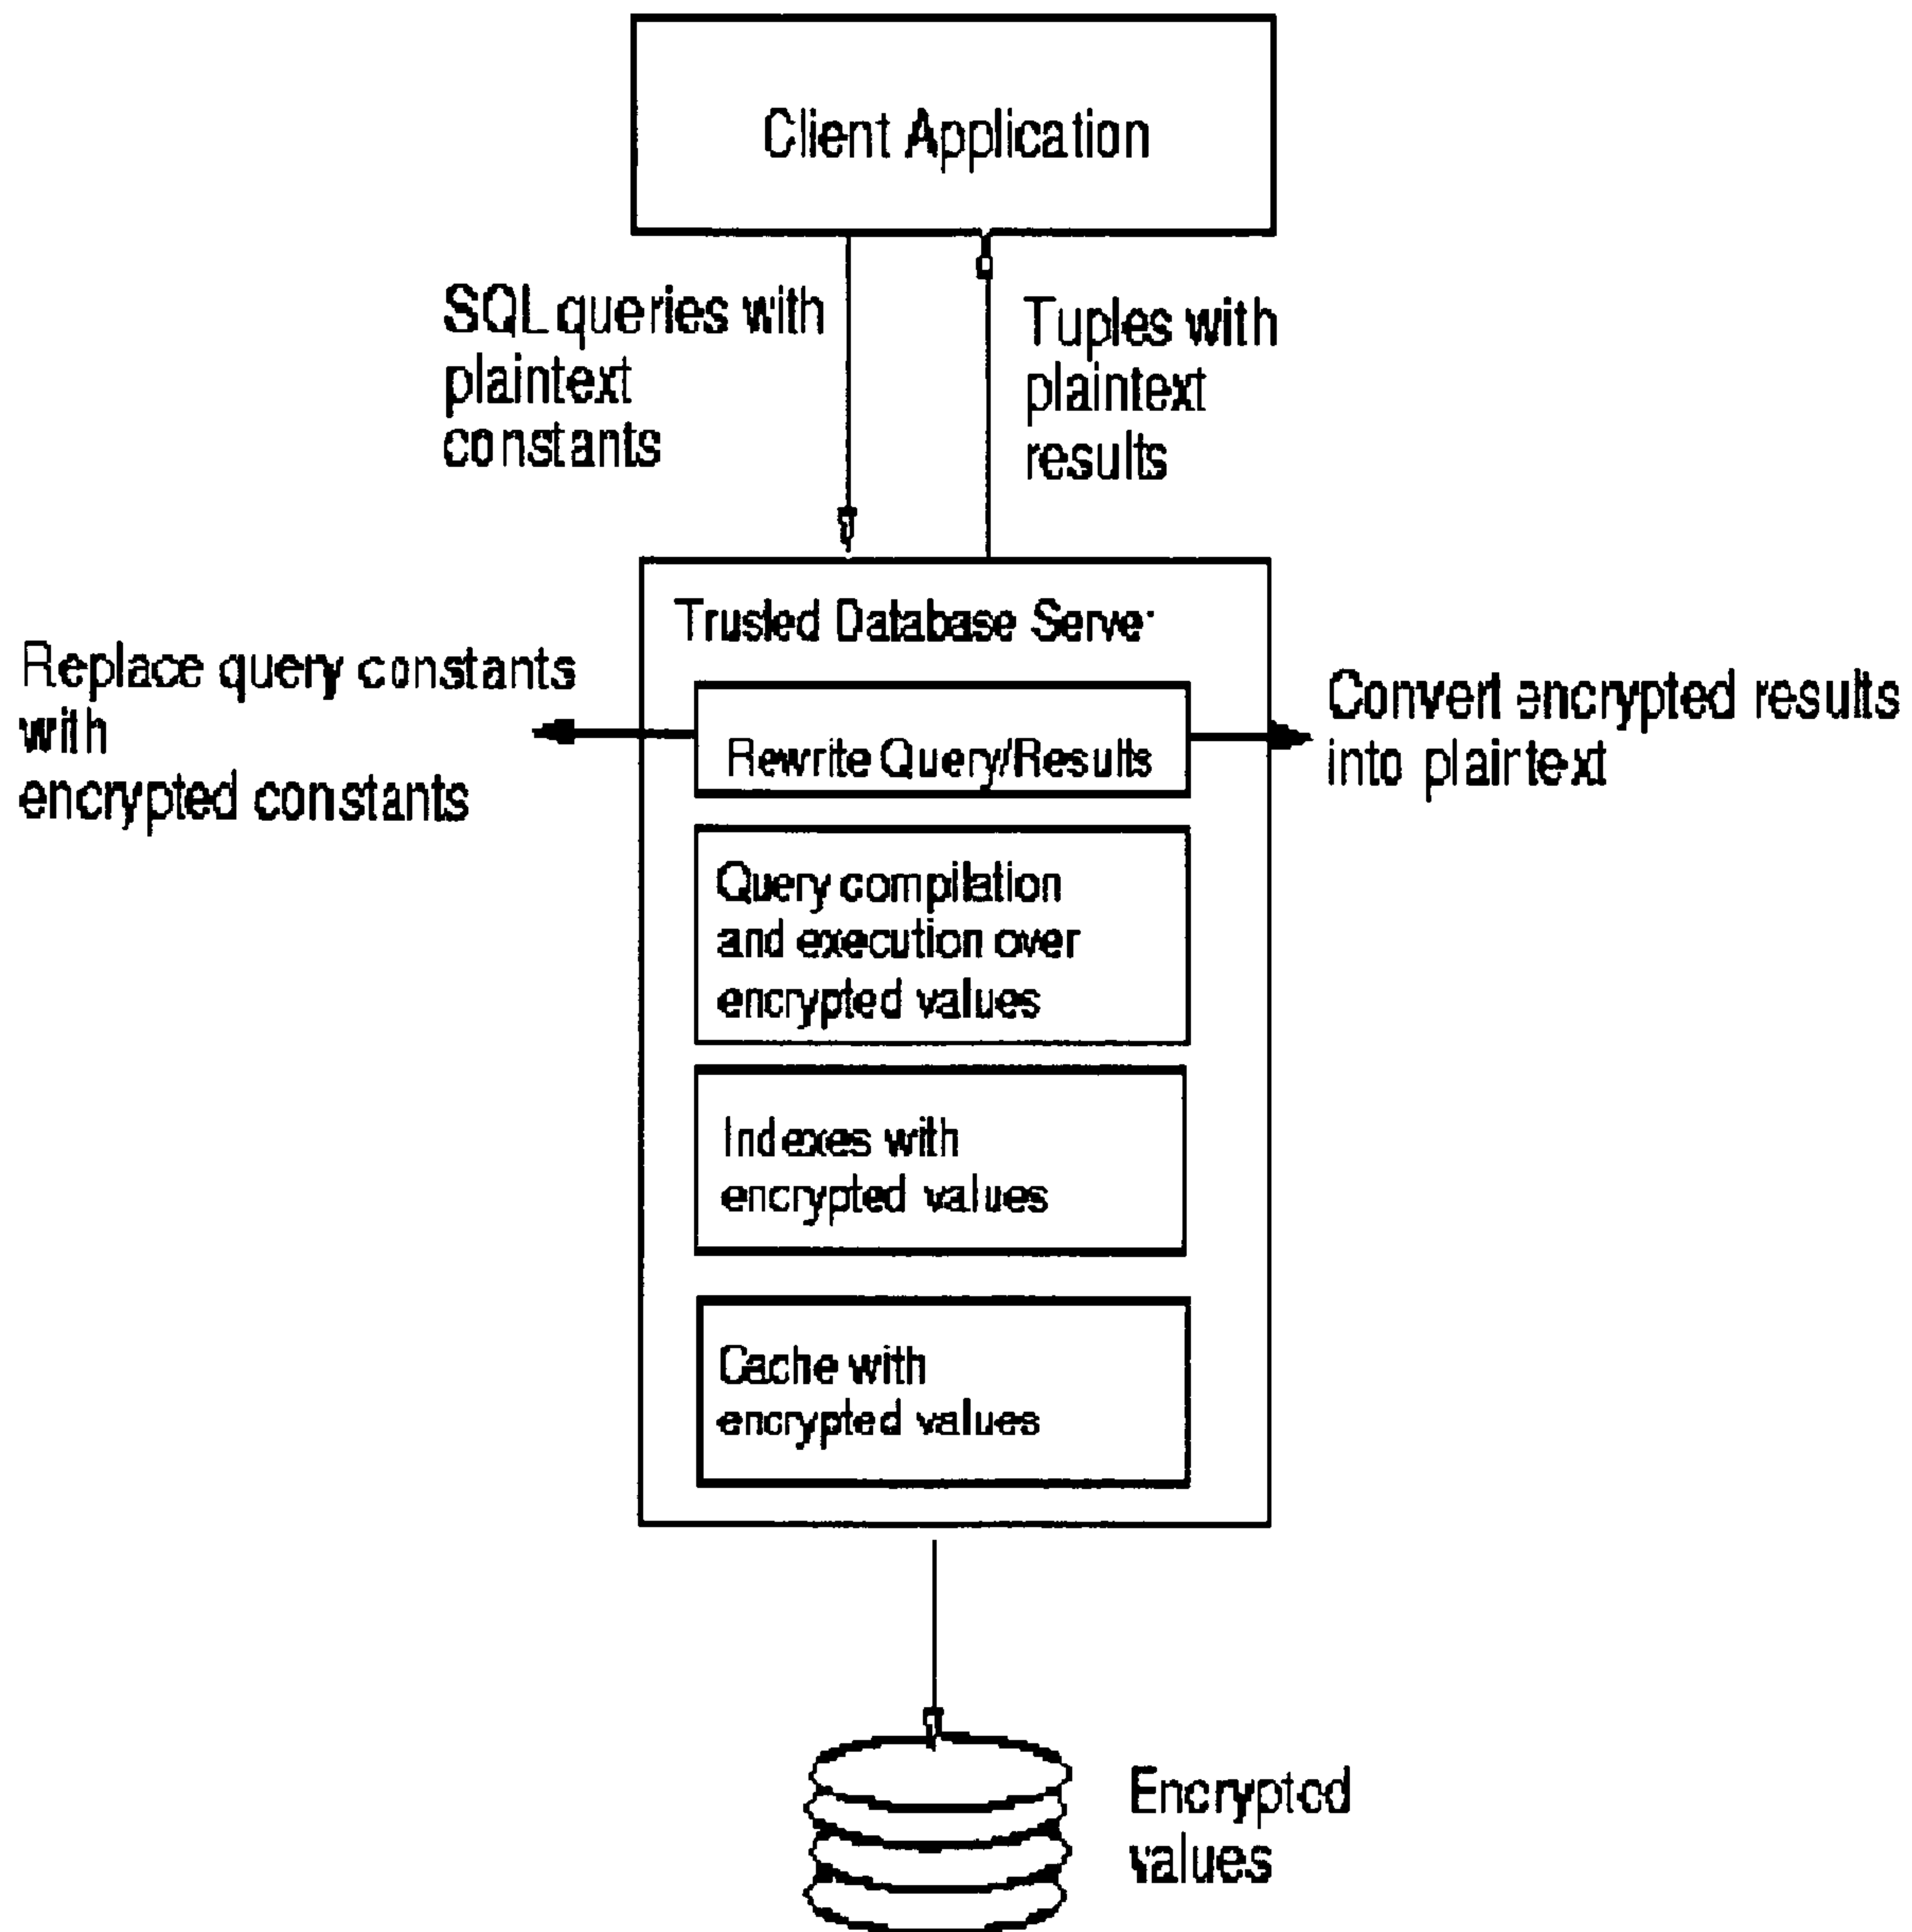 Client Application
SQL queries with
plaintext
constants
Tuples with
plaintext
results
Trusted Database Server
Replace query constants
with
encrypted constants
Rewrite Query/Results
Convert encrypted results
into plaintext
Query compilation
and execution over
encrypted values
Indexes with
encrypted values
Cache with
encrypted values
Encrypted
values